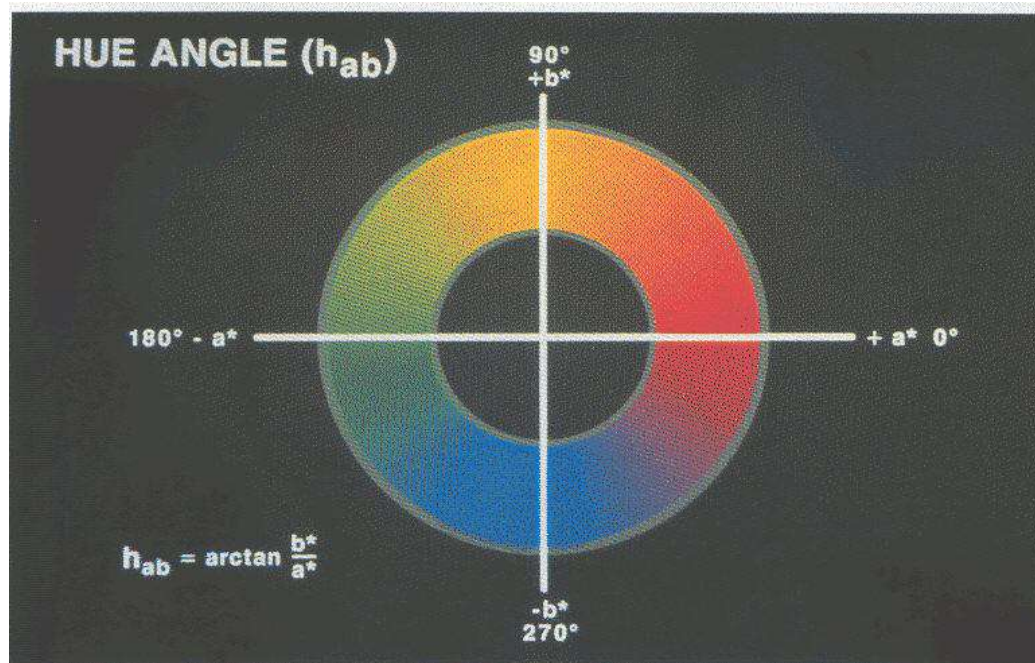 HUE ANGLE (hab)
90°
+b*
180° - a*
+ a* 0°
hab = arctan b*/a*
-b*
270°